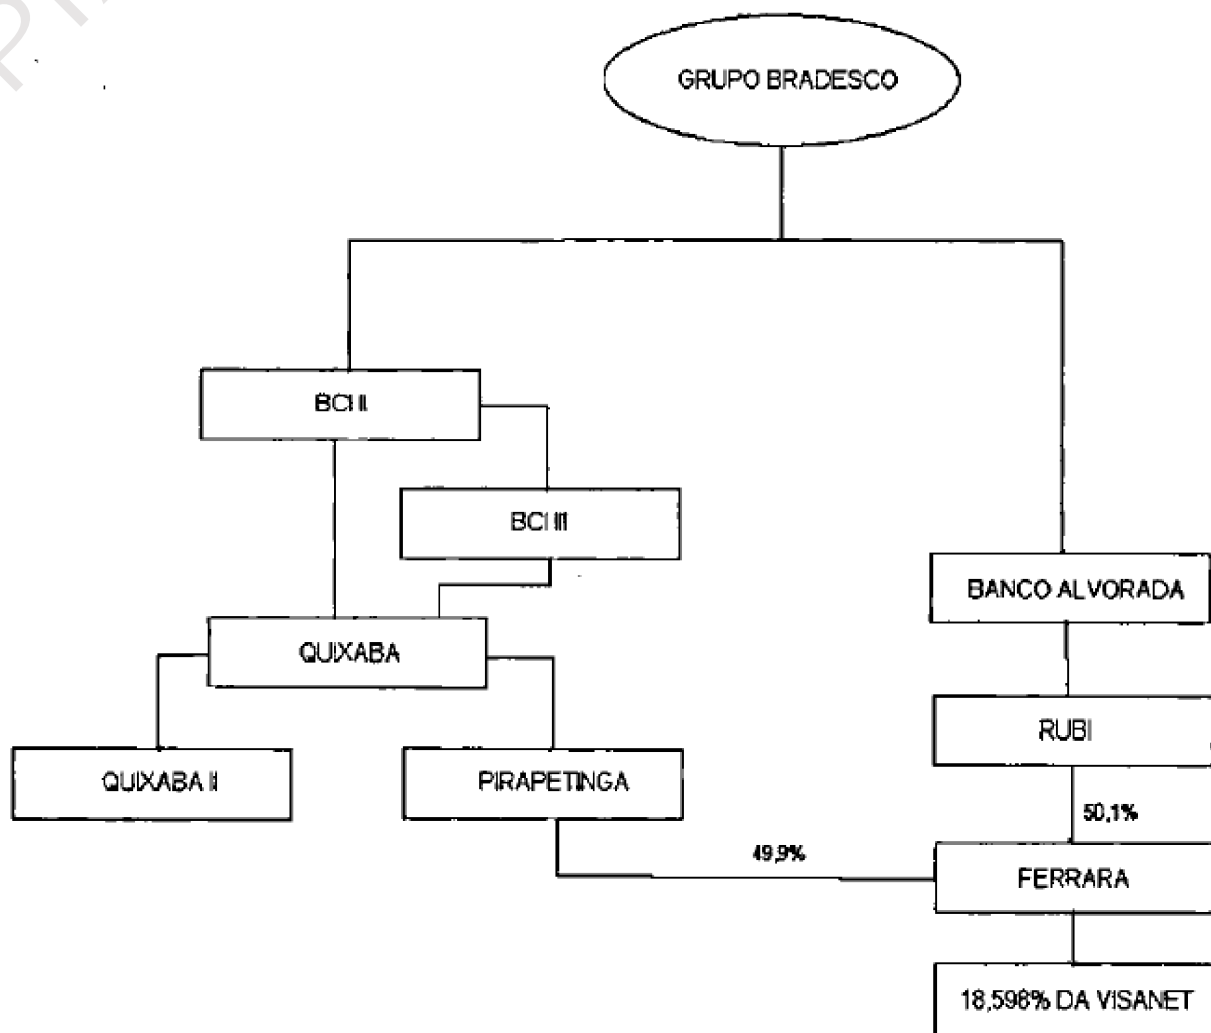 GRUPO BRADESCO
BCI II
BCI III
BANCO ALVORADA
QUIXABA
RUBI
QUIXABA II
PIRAPETINGA
50,1%
49,9%
FERRARA
18,598% DA VISANET